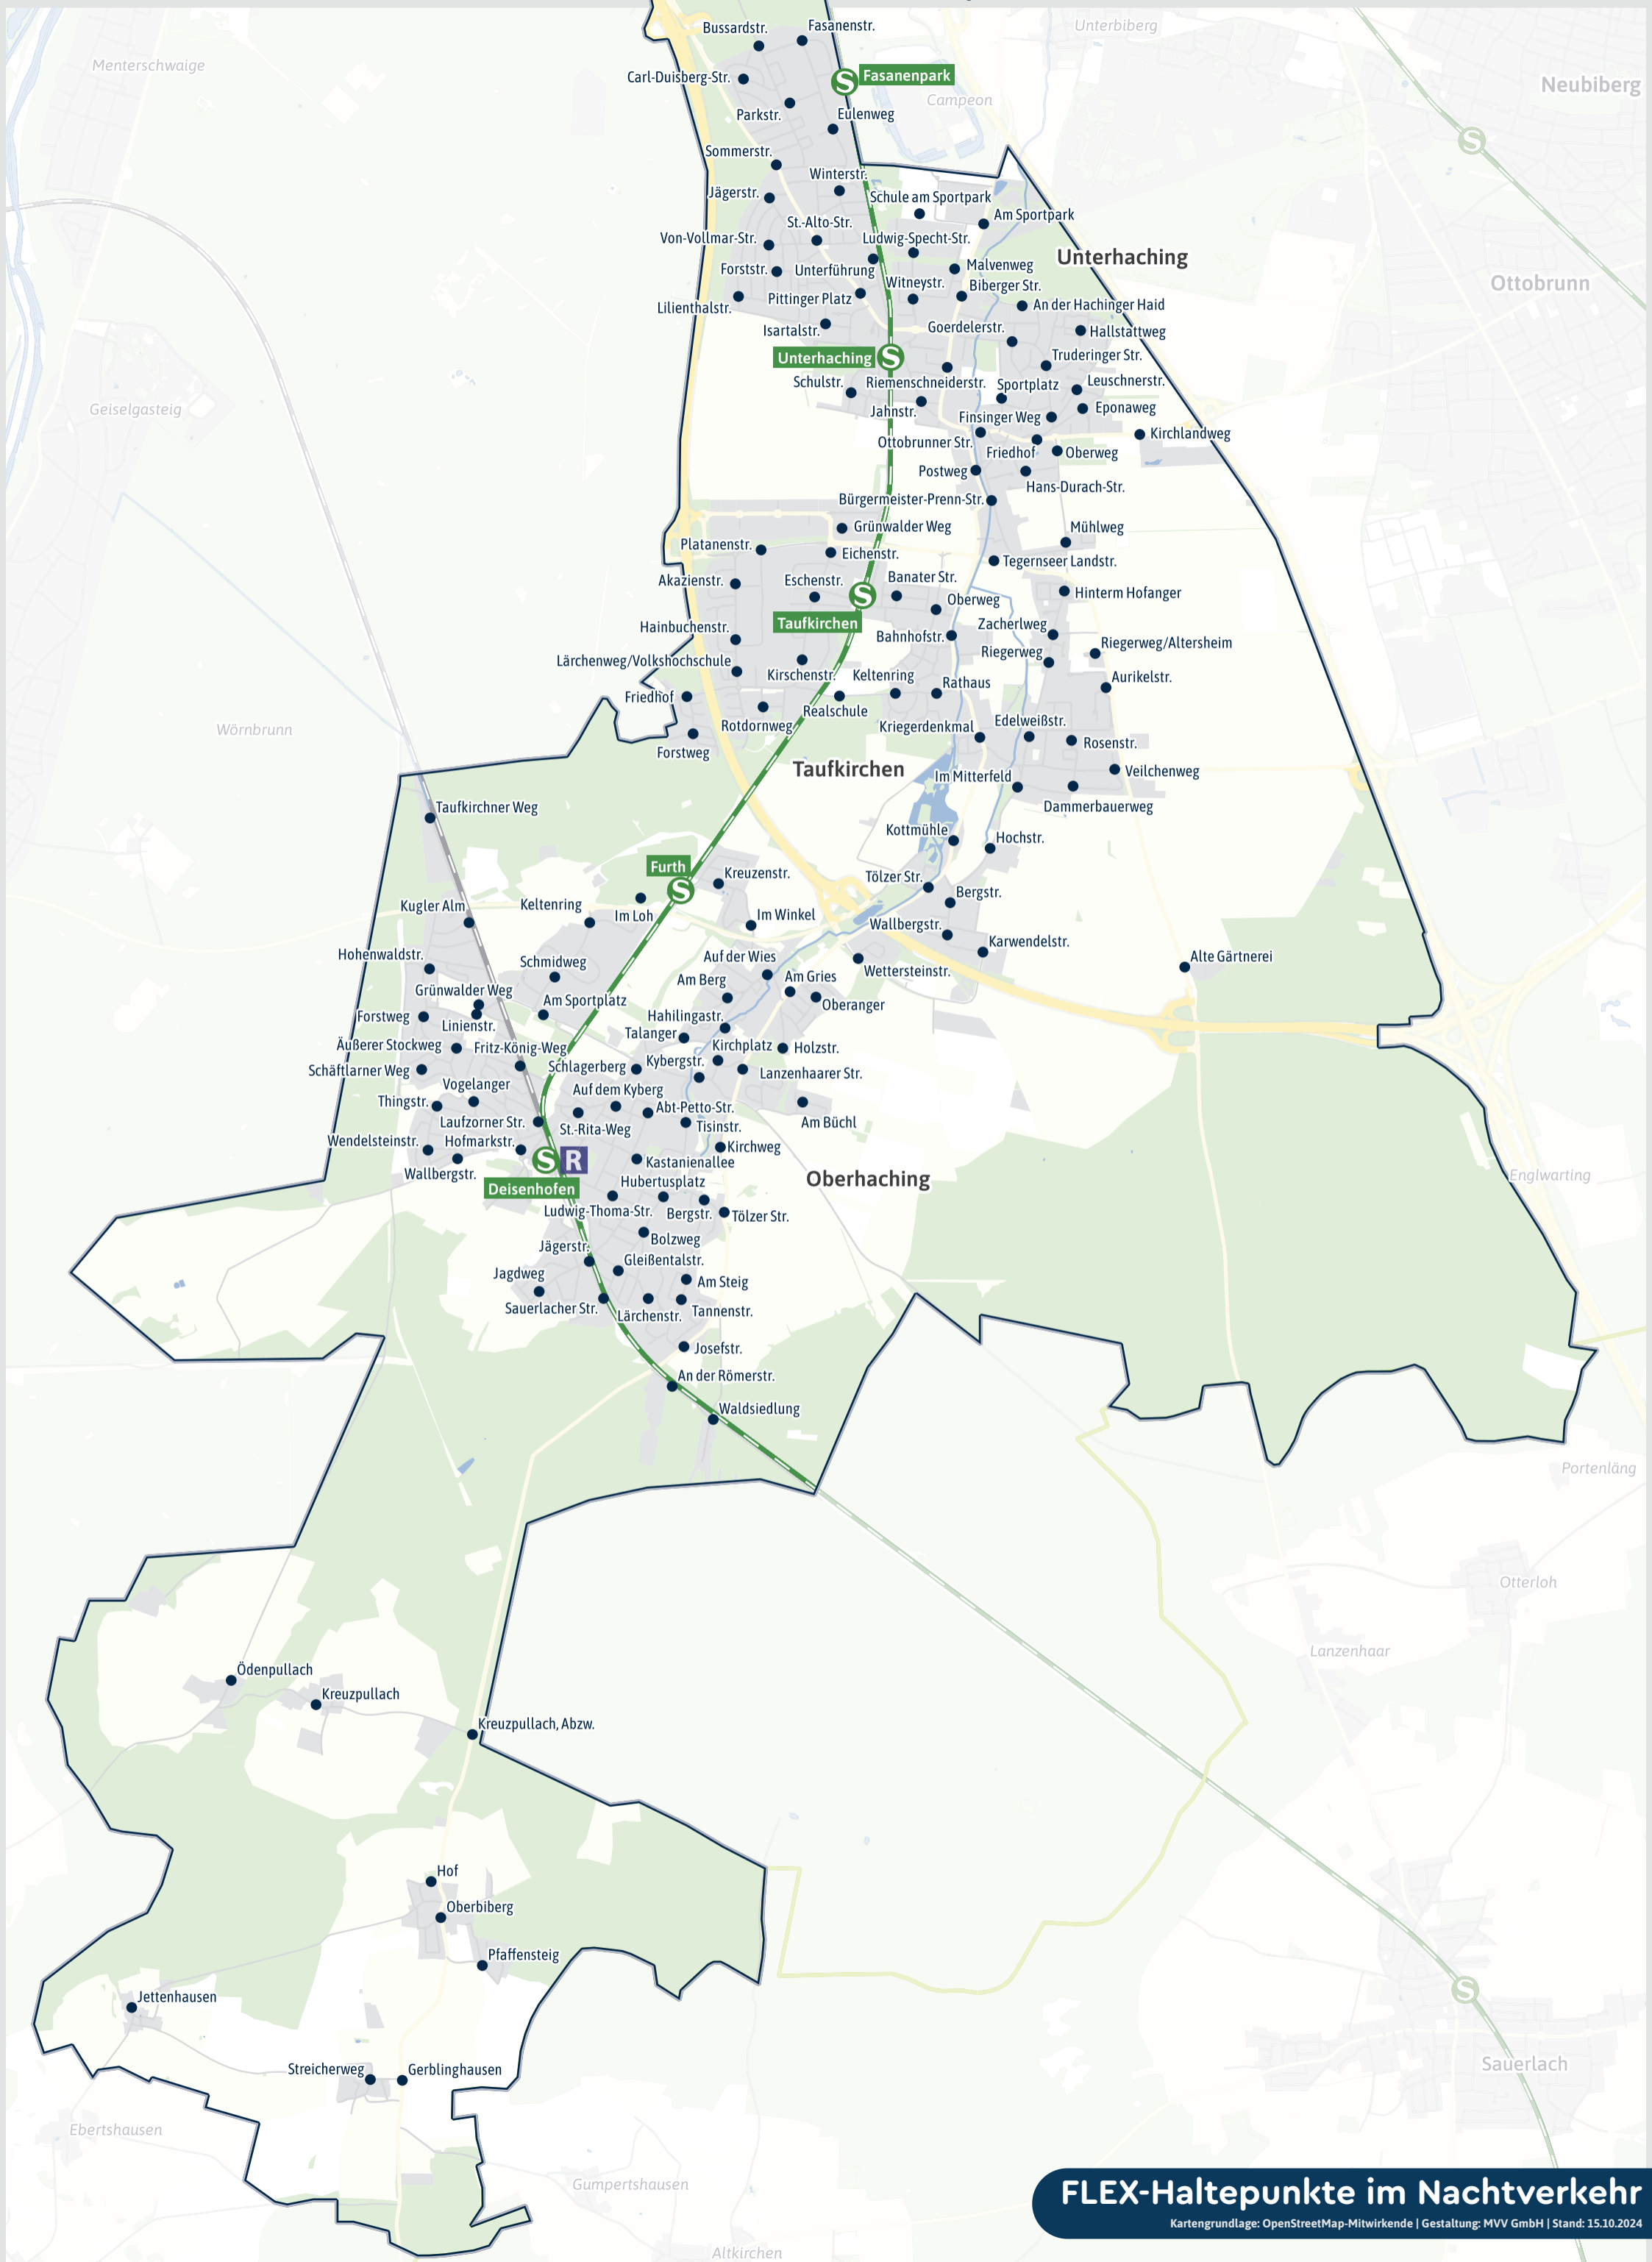 Unterbiberg
Menterschwaige
Neubiberg
Campeon
Bussardstr.
Fasanenstr.
Carl-Duisberg-Str.
S Fasanenpark
S
Parkstr.
Eulenweg
Sommerstr.
Winterstr.
Jägerstr.
Schule am Sportpark
St.-Alto-Str.
Am Sportpark
Von-Vollmar-Str.
Ludwig-Specht-Str.
Unterhaching
Forststr.
Unterführung
Malvenweg
Witneystr.
Biberger Str.
Ottobrunn
Lilienthalstr.
Pittinger Platz
An der Hachinger Haid
Isartalstr.
Goerdelerstr.
Hallstattweg
Unterhaching S
Truderinger Str.
Schulstr.
Riemenschneiderstr.
Sportplatz
Leuschnerstr.
Geiselgasteig
Jahnstr.
Finsinger Weg
Eponaweg
Kirchlandweg
Ottobrunner Str.
Friedhof
Oberweg
Postweg
Hans-Durach-Str.
Bürgermeister-Prenn-Str.
Grünwalder Weg
Mühlweg
Platanenstr.
Eichenstr.
Tegernseer Landstr.
Akazienstr.
Eschenstr.
Banater Str.
S
Hinterm Hofanger
Oberweg
Taufkirchen
Hainbuchenstr.
Bahnhofstr.
Zacherlweg
Riegerweg/Altersheim
Riegerweg
Lärchenweg/Volkshochschule
Kirschenstr.
Keltenring
Aurikelstr.
Friedhof
Rathaus
Realschule
Rotdornweg
Kriegerdenkmal
Edelweißstr.
Wörnbrunn
Forstweg
Rosenstr.
Taufkirchen
Im Mitterfeld
Veilchenweg
Taufkirchner Weg
Dammerbauerweg
Kottmühle
Hochstr.
Furth
S
Kreuzenstr.
Tölzer Str.
Bergstr.
Kugler Alm
Keltenring
Im Loh
Im Winkel
Wallbergstr.
Karwendelstr.
Hohenwaldstr.
Schmidweg
Auf der Wies
Wettersteinstr.
Alte Gärtnerei
Am Berg
Am Gries
Grünwalder Weg
Am Sportplatz
Oberanger
Forstweg
Linienstr.
Hahilingastr.
Talanger
Äußerer Stockweg
Fritz-König-Weg
Kirchplatz
Holzstr.
Schäftlarner Weg
Schlagerberg
Kybergstr.
Lanzenhaarer Str.
Vogelanger
Auf dem Kyberg
Thingstr.
Abt-Petto-Str.
Am Büchl
Laufzorner Str.
St.-Rita-Weg
Tisinstr.
Wendelsteinstr.
Hofmarkstr.
Kirchweg
S R
Kastanienallee
Wallbergstr.
Oberhaching
Englwarting
Deisenhofen
Hubertusplatz
Ludwig-Thoma-Str.
Bergstr.
Tölzer Str.
Bolzweg
Jägerstr.
Gleißentalstr.
Jagdweg
Am Steig
Sauerlacher Str.
Lärchenstr.
Tannenstr.
Josefstr.
An der Römerstr.
Waldsiedlung
Portenläng
Otterloh
Lanzenhaar
Ödenpullach
Kreuzpullach
Kreuzpullach, Abzw.
Hof
Oberbiberg
Pfaffensteig
S
Jettenhausen
Streicherweg
Gerblinghausen
Sauerlach
Ebertshausen
Gumpertshausen
Altkirchen
FLEX-Haltepunkte im Nachtverkehr
Kartengrundlage: OpenStreetMap-Mitwirkende | Gestaltung: MVV GmbH | Stand: 15.10.2024